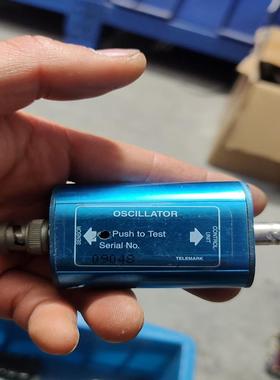 OSCILLATOR
SENSOR
Push to Test
Serial No.
09048
CONTROL
UNIT
TELEMARK